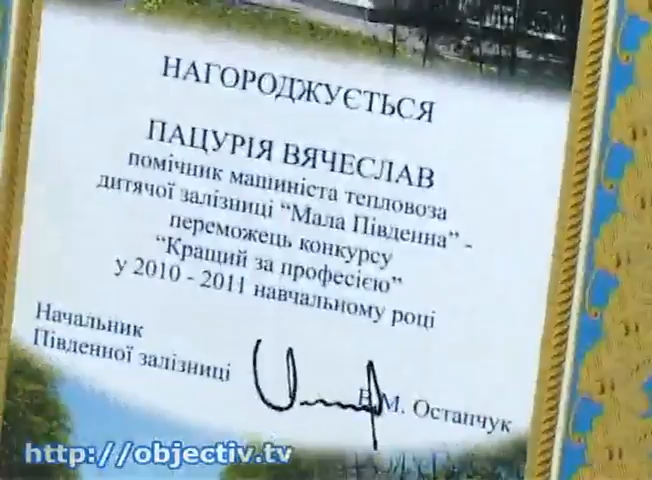 НАГОРОДЖУЄТЬСЯ
ПАЦУРІЯ ВЯЧЕСЛАВ
помічник машиніста тепловоза
дитячої залізниці “Мала Південна” -
переможець конкурсу
“Кращий за професією”
у 2010 - 2011 навчальному році
Начальник
Південної залізниці
М. Остапчук
http://objectiv.tv